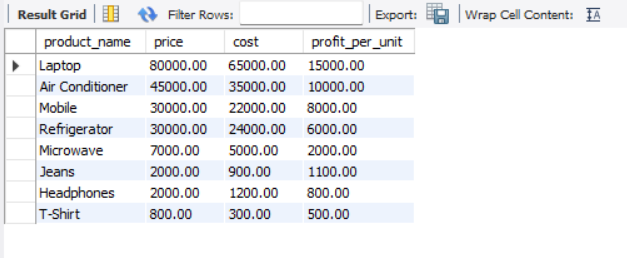 Result Grid Filter Rows: Export: Wrap Cell Content: IA
product_name price cost profit_per_unit
Laptop 80000.00 65000.00 15000.00
Air Conditioner 45000.00 35000.00 10000.00
Mobile 30000.00 22000.00 8000.00
Refrigerator 30000.00 24000.00 6000.00
Microwave 7000.00 5000.00 2000.00
Jeans 2000.00 900.00 1100.00
Headphones 2000.00 1200.00 800.00
T-Shirt 800.00 300.00 500.00